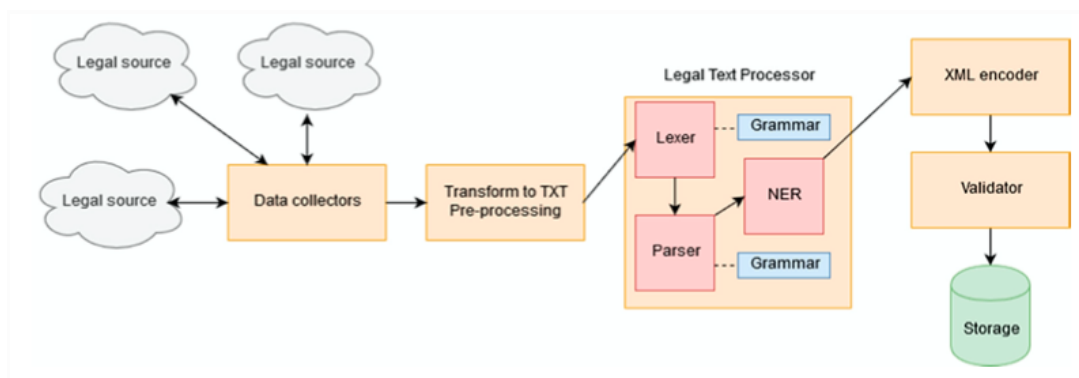 Legal source
Legal source
Legal source
Data collectors
Transform to TXT
Pre-processing
Legal Text Processor
Lexer
Grammar
NER
Parser
Grammar
XML encoder
Validator
Storage